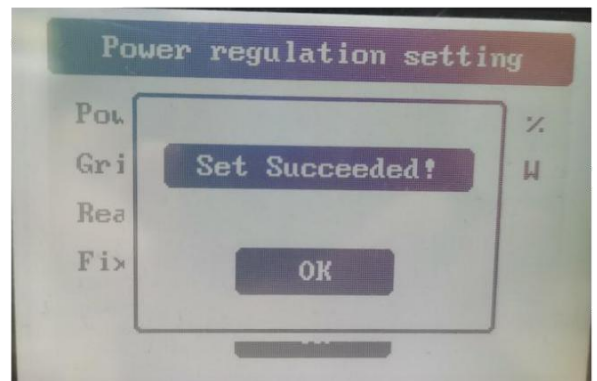 Power regulation setting
Pow %
Set Succeeded!
Gri W
Rea
Fix
OK